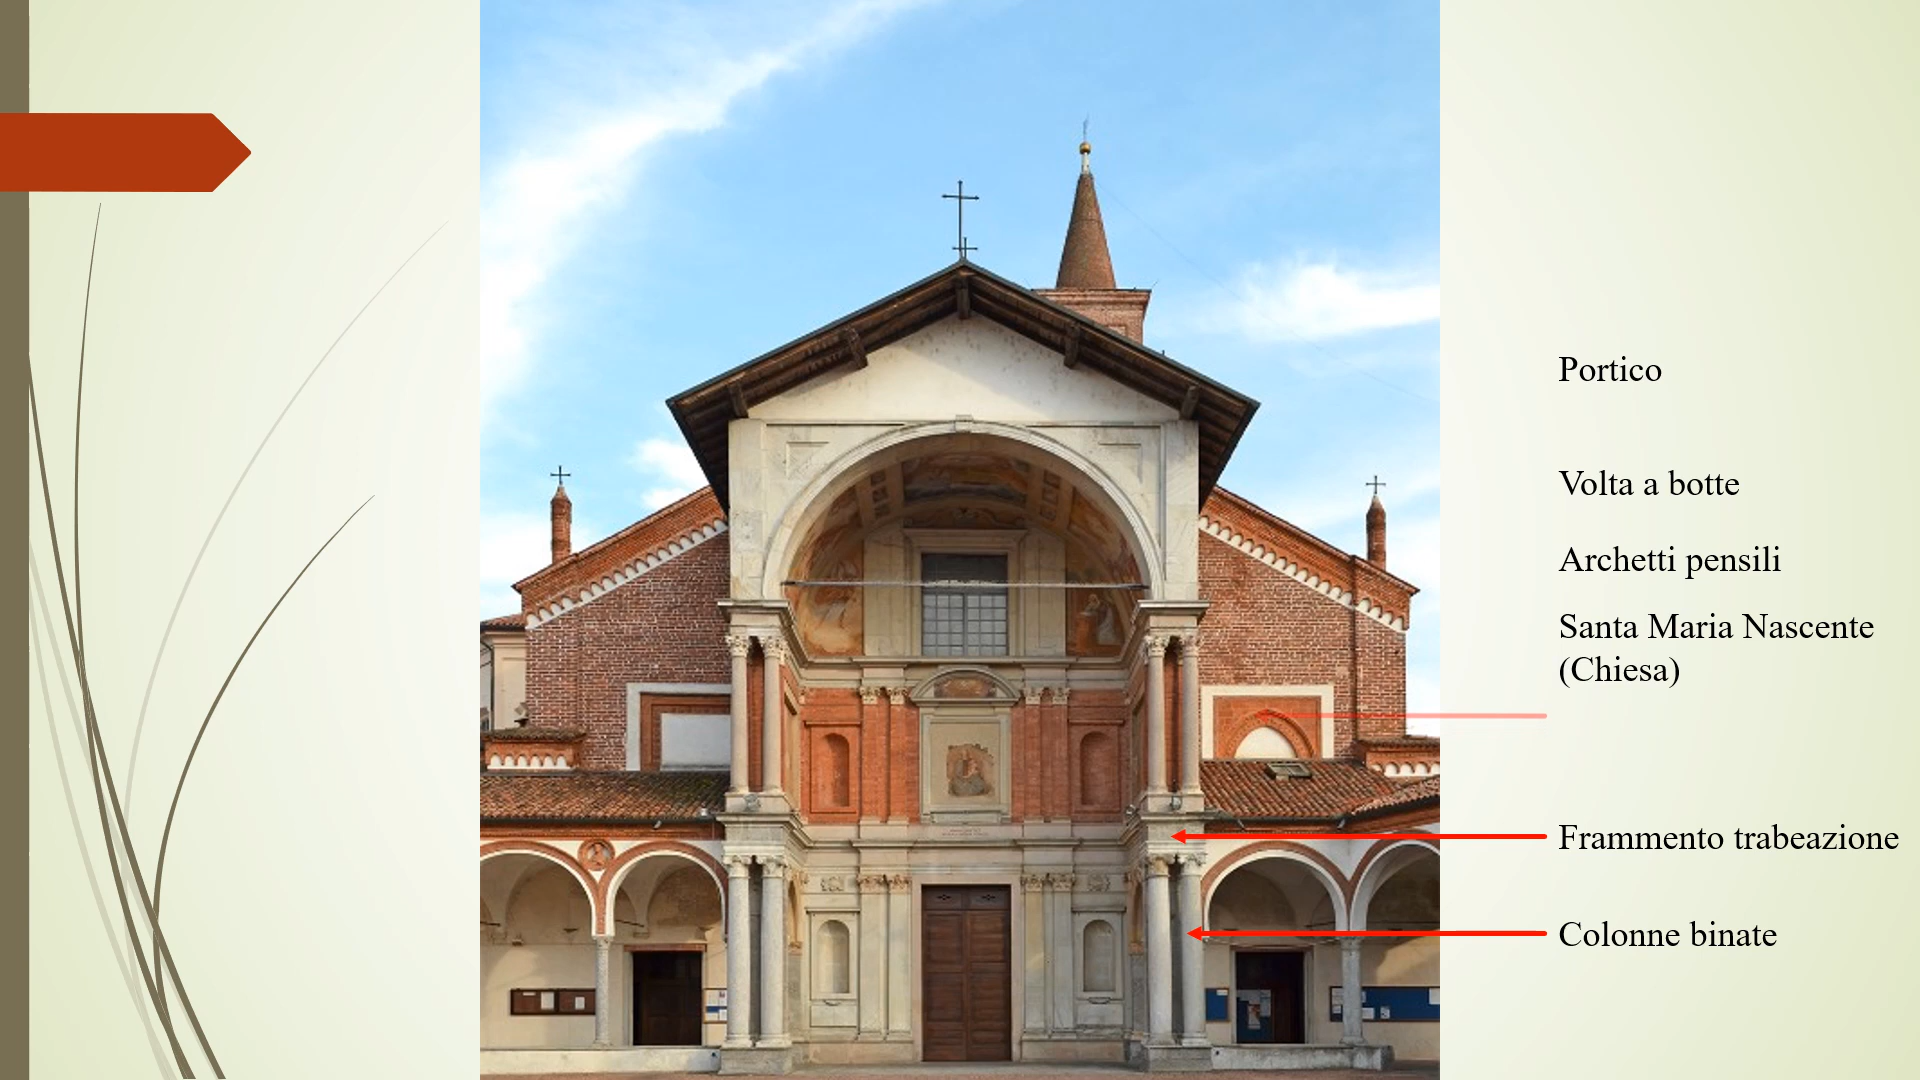 Portico
Volta a botte
Archetti pensili
Santa Maria Nascente
(Chiesa)
Frammento trabeazione
Colonne binate